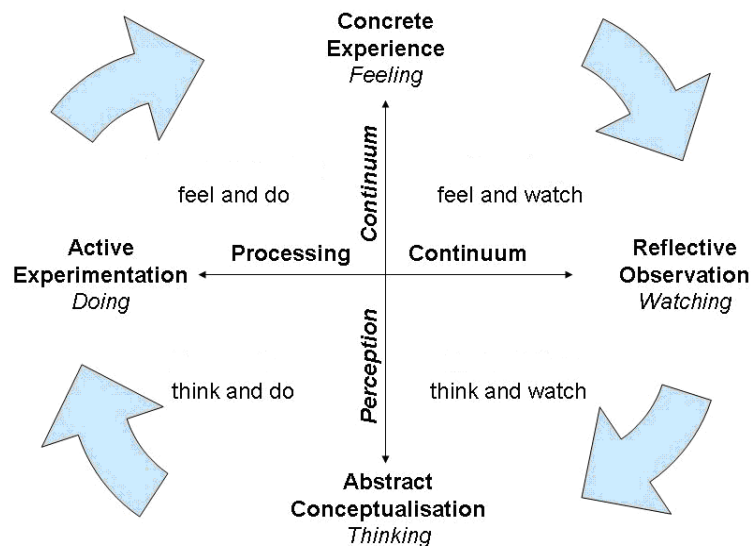 Concrete
Experience
Feeling
feel and do
Continuum
feel and watch
Active
Experimentation
Doing
Processing
Continuum
Reflective
Observation
Watching
think and do
Perception
think and watch
Abstract
Conceptualisation
Thinking